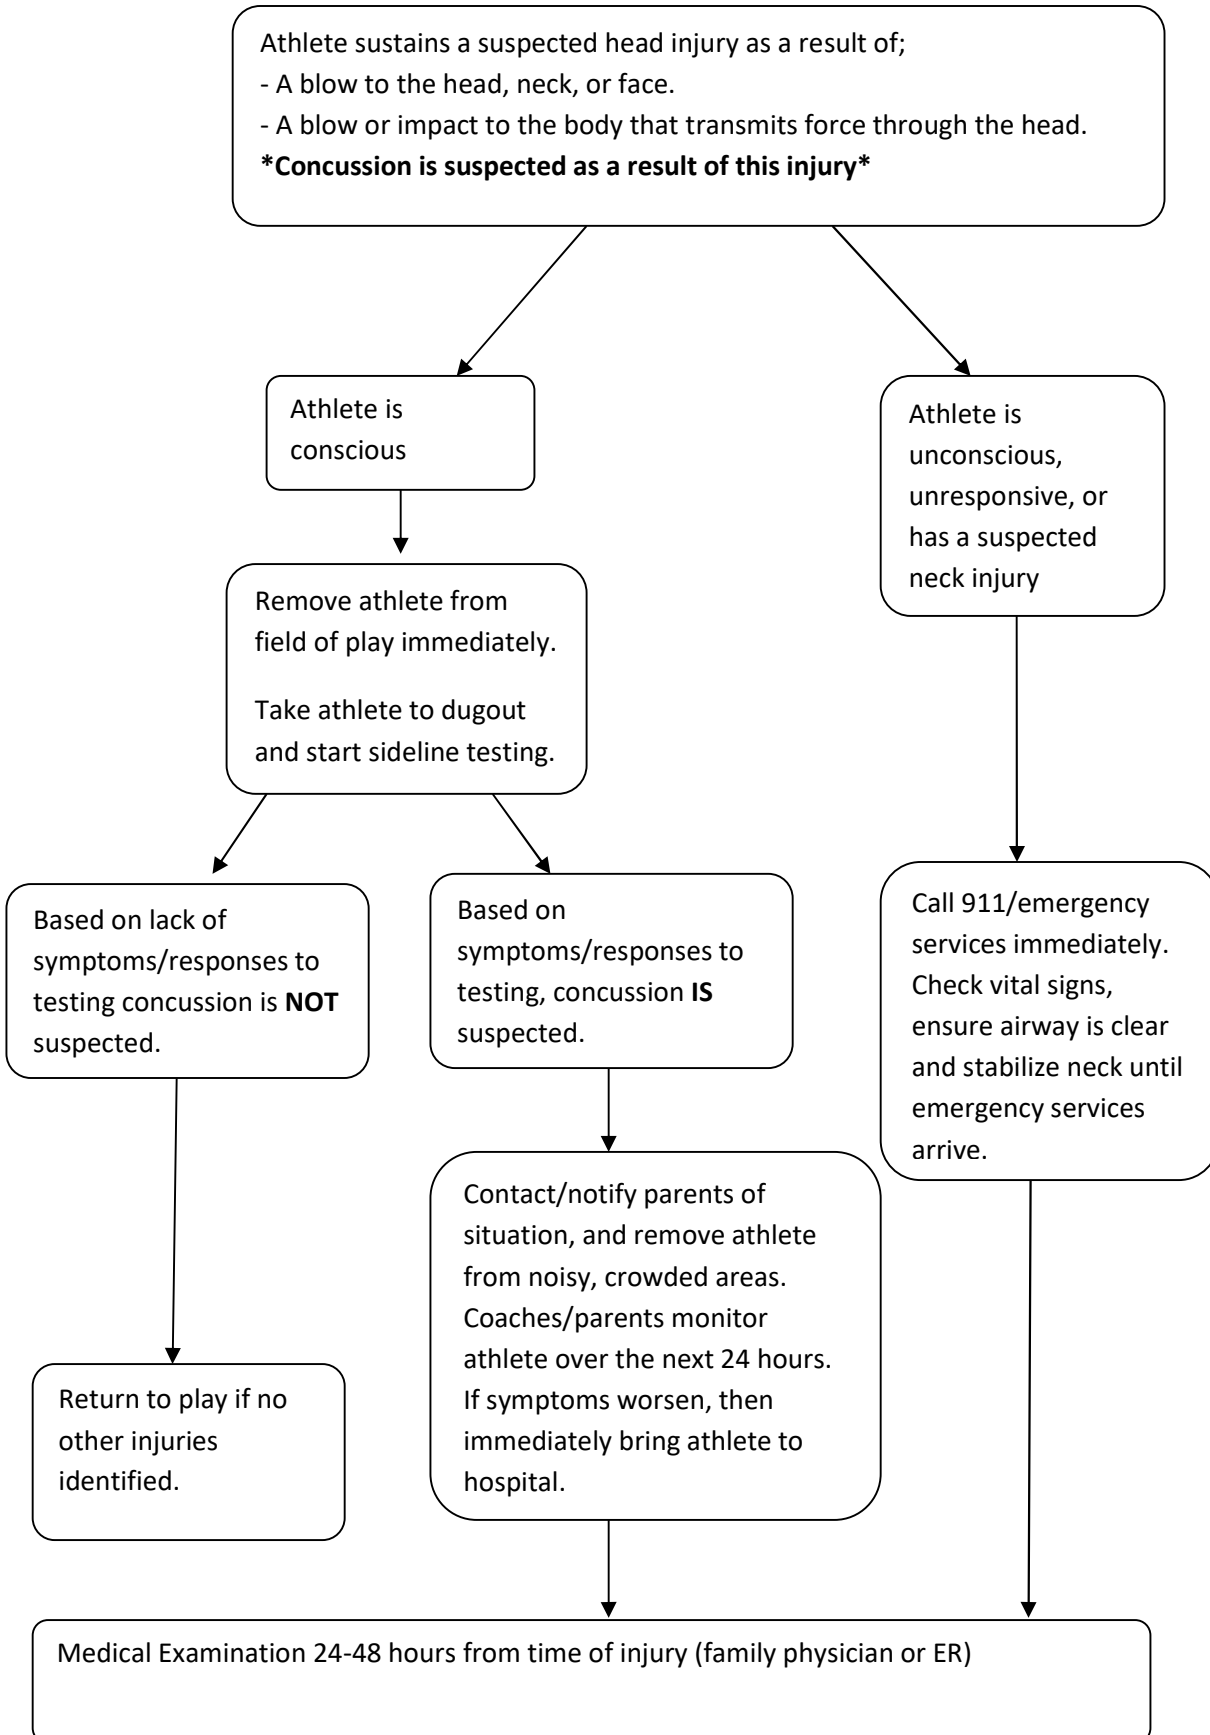 Athlete sustains a suspected head injury as a result of;
- A blow to the head, neck, or face.
- A blow or impact to the body that transmits force through the head.
*Concussion is suspected as a result of this injury*
Athlete is
conscious
Athlete is
unconscious,
unresponsive, or
has a suspected
neck injury
Remove athlete from
field of play immediately.
Take athlete to dugout
and start sideline testing.
Based on lack of
symptoms/responses to
testing concussion is NOT
suspected.
Based on
symptoms/responses to
testing, concussion IS
suspected.
Call 911/emergency
services immediately.
Check vital signs,
ensure airway is clear
and stabilize neck until
emergency services
arrive.
Contact/notify parents of
situation, and remove athlete
from noisy, crowded areas.
Coaches/parents monitor
athlete over the next 24 hours.
If symptoms worsen, then
immediately bring athlete to
hospital.
Return to play if no
other injuries
identified.
Medical Examination 24-48 hours from time of injury (family physician or ER)